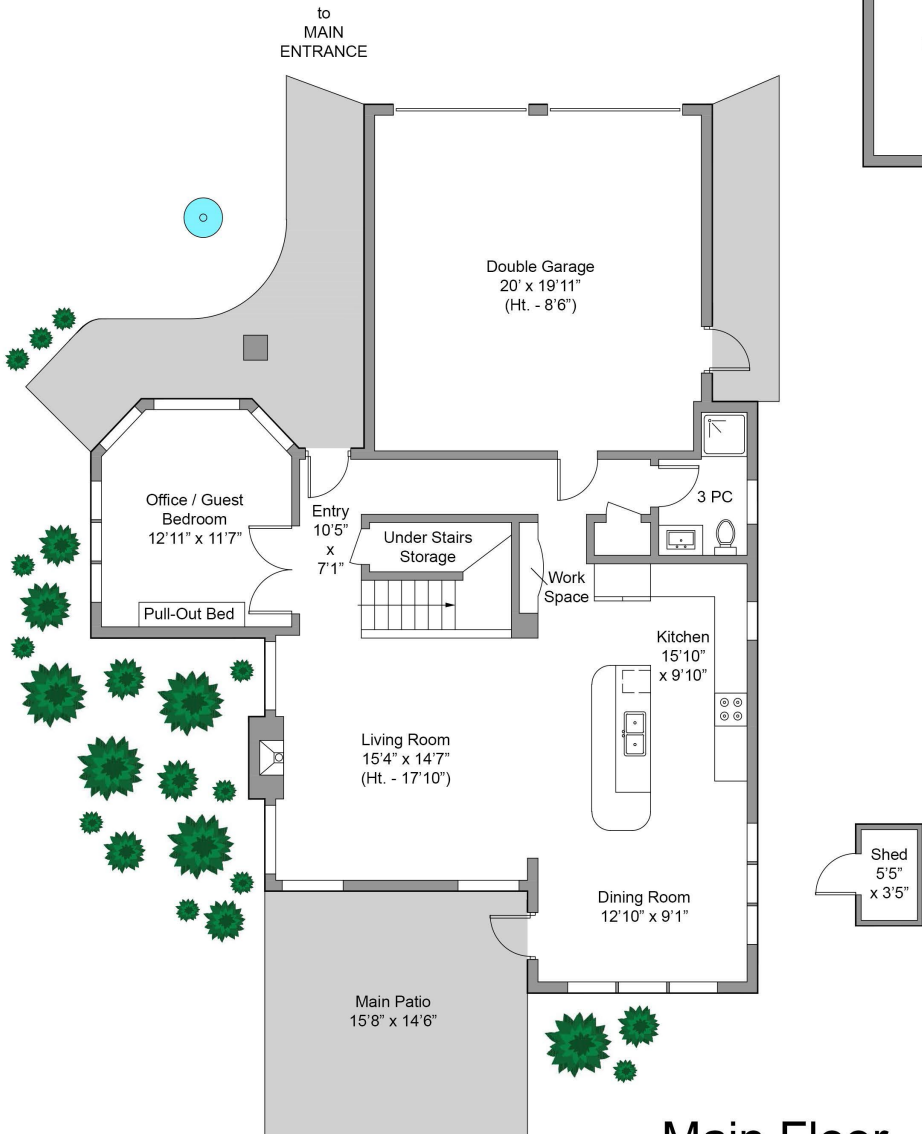 to
MAIN
ENTRANCE
Double Garage
20’ x 19’11”
(Ht. - 8’6”)
Office / Guest
Bedroom
12’11” x 11’7”
Pull-Out Bed
Entry
10’5”
x
7’1”
Under Stairs
Storage
3 PC
Work
Space
Kitchen
15’10”
x 9’10”
Living Room
15’4” x 14’7”
(Ht. - 17’10”)
Shed
5’5”
x 3’5”
Dining Room
12’10” x 9’1”
Main Patio
15’8” x 14’6”
Main Floor